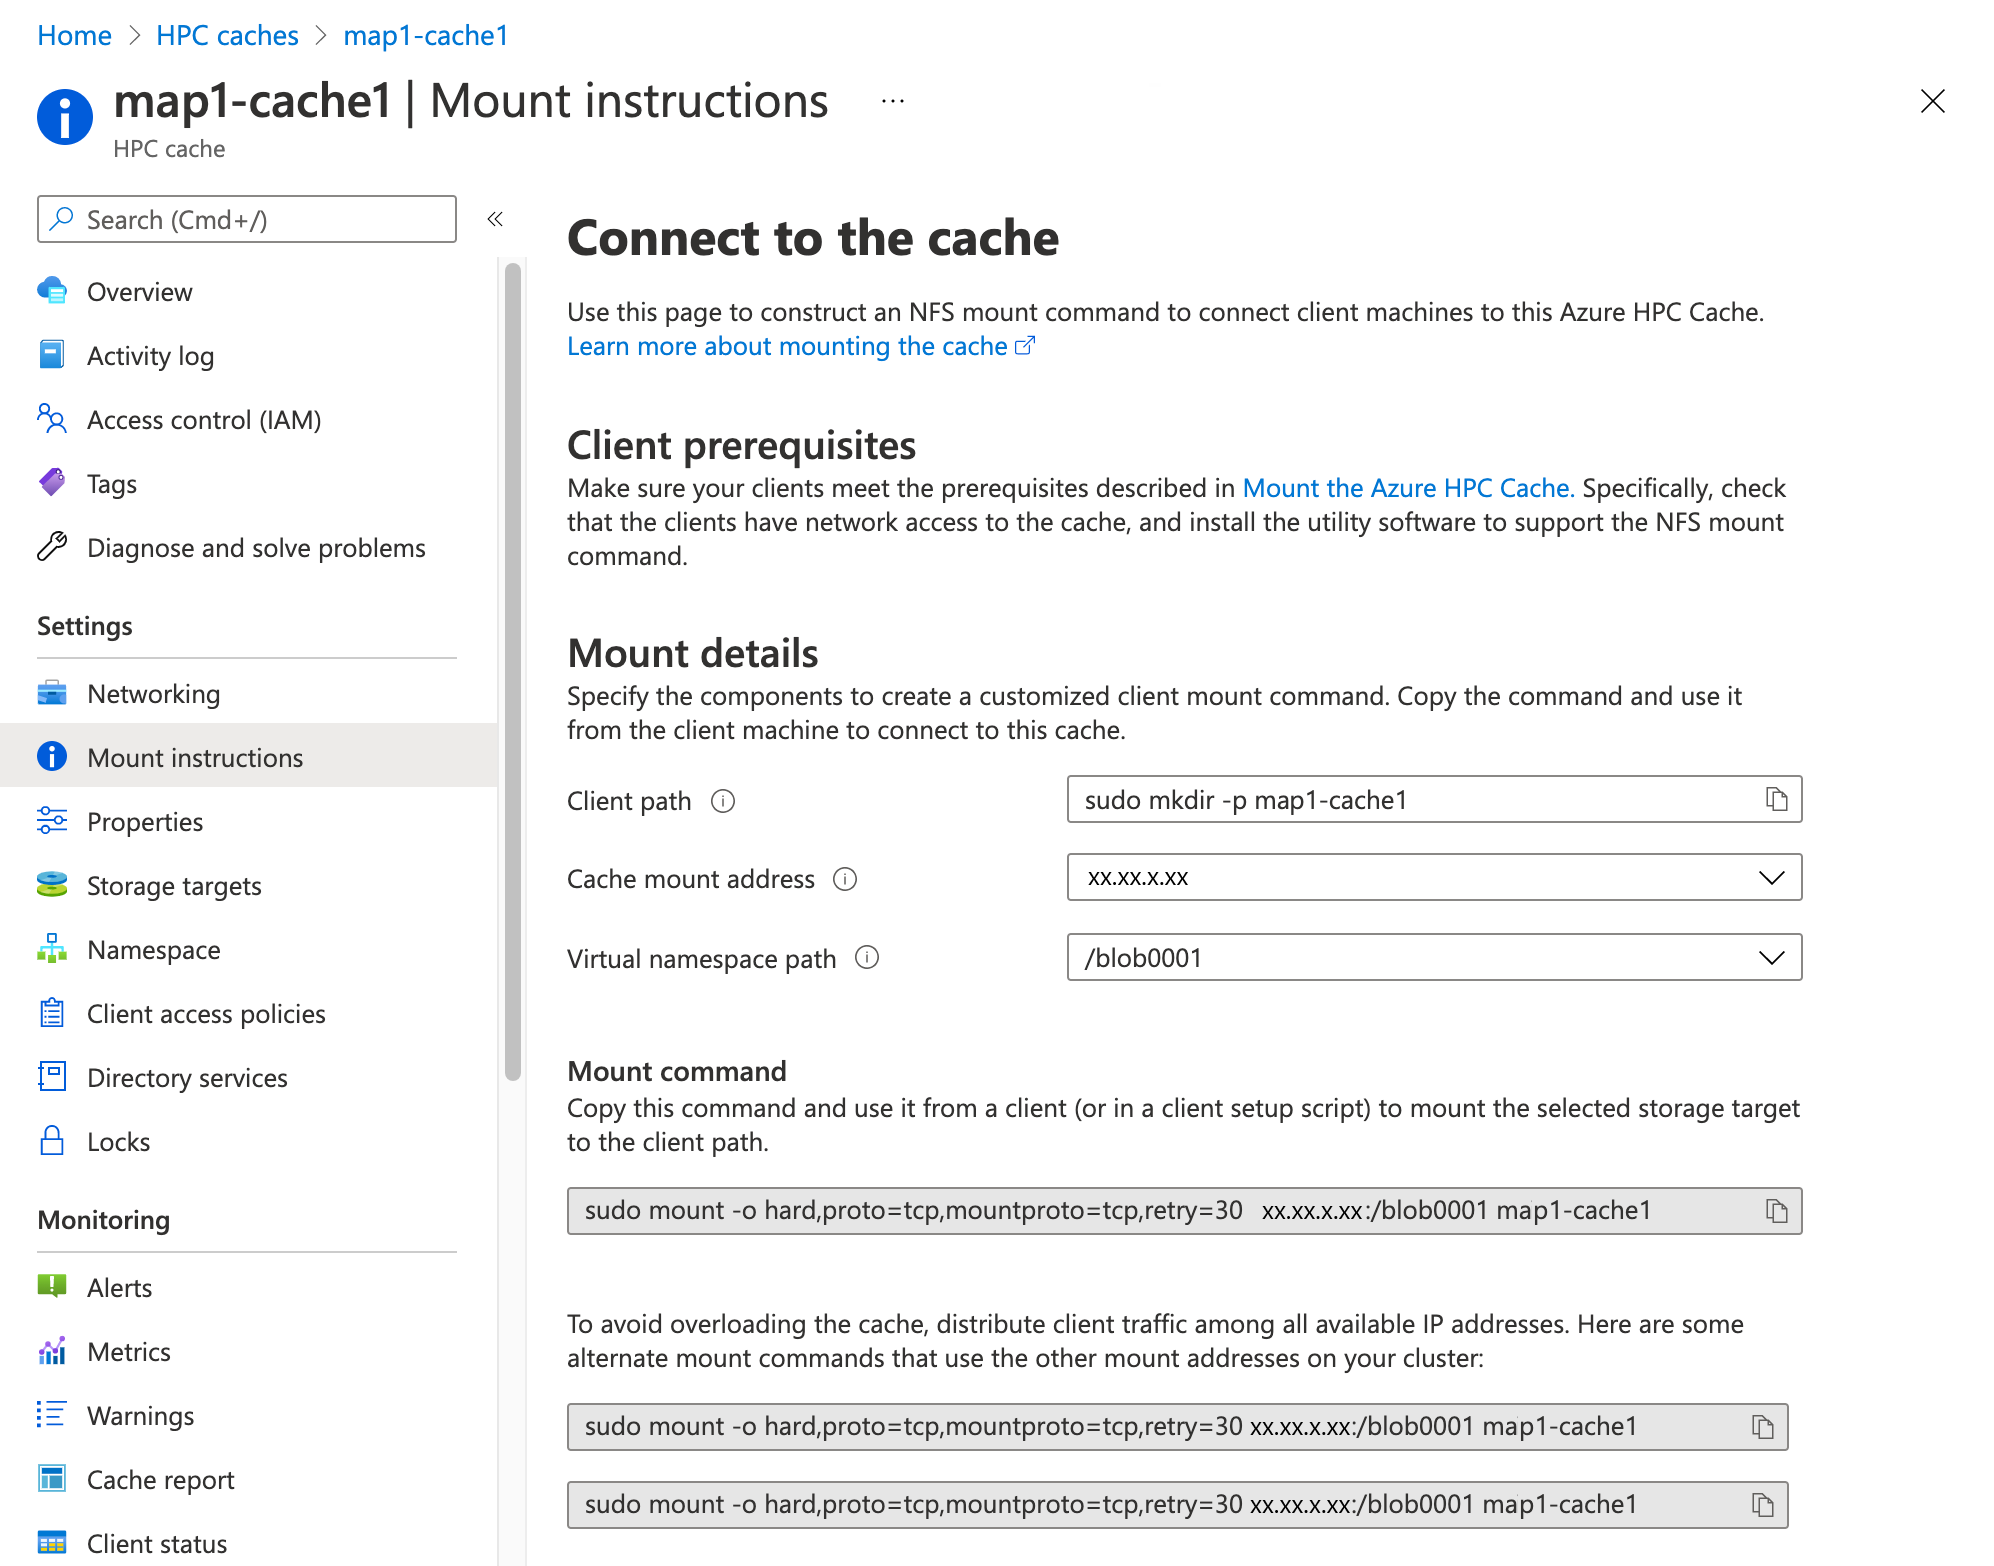 Home > HPC caches > map1-cache1
map1-cache1 | Mount instructions ...
HPC cache
Search (Cmd+/)
«
Overview
Activity log
Access control (IAM)
Tags
Diagnose and solve problems
Settings
Networking
Mount instructions
Properties
Storage targets
Namespace
Client access policies
Directory services
Locks
Monitoring
Alerts
Metrics
Warnings
Cache report
Client status
Connect to the cache
Use this page to construct an NFS mount command to connect client machines to this Azure HPC Cache.
Learn more about mounting the cache
Client prerequisites
Make sure your clients meet the prerequisites described in Mount the Azure HPC Cache. Specifically, check
that the clients have network access to the cache, and install the utility software to support the NFS mount
command.
Mount details
Specify the components to create a customized client mount command. Copy the command and use it
from the client machine to connect to this cache.
Client path
sudo mkdir -p map1-cache1
Cache mount address
xx.xx.x.xx
Virtual namespace path
/blob0001
Mount command
Copy this command and use it from a client (or in a client setup script) to mount the selected storage target
to the client path.
sudo mount -o hard,proto=tcp,mountproto=tcp,retry=30 xx.xx.x.xx:/blob0001 map1-cache1
To avoid overloading the cache, distribute client traffic among all available IP addresses. Here are some
alternate mount commands that use the other mount addresses on your cluster:
sudo mount -o hard,proto=tcp,mountproto=tcp,retry=30 xx.xx.x.xx:/blob0001 map1-cache1
sudo mount -o hard,proto=tcp,mountproto=tcp,retry=30 xx.xx.x.xx:/blob0001 map1-cache1